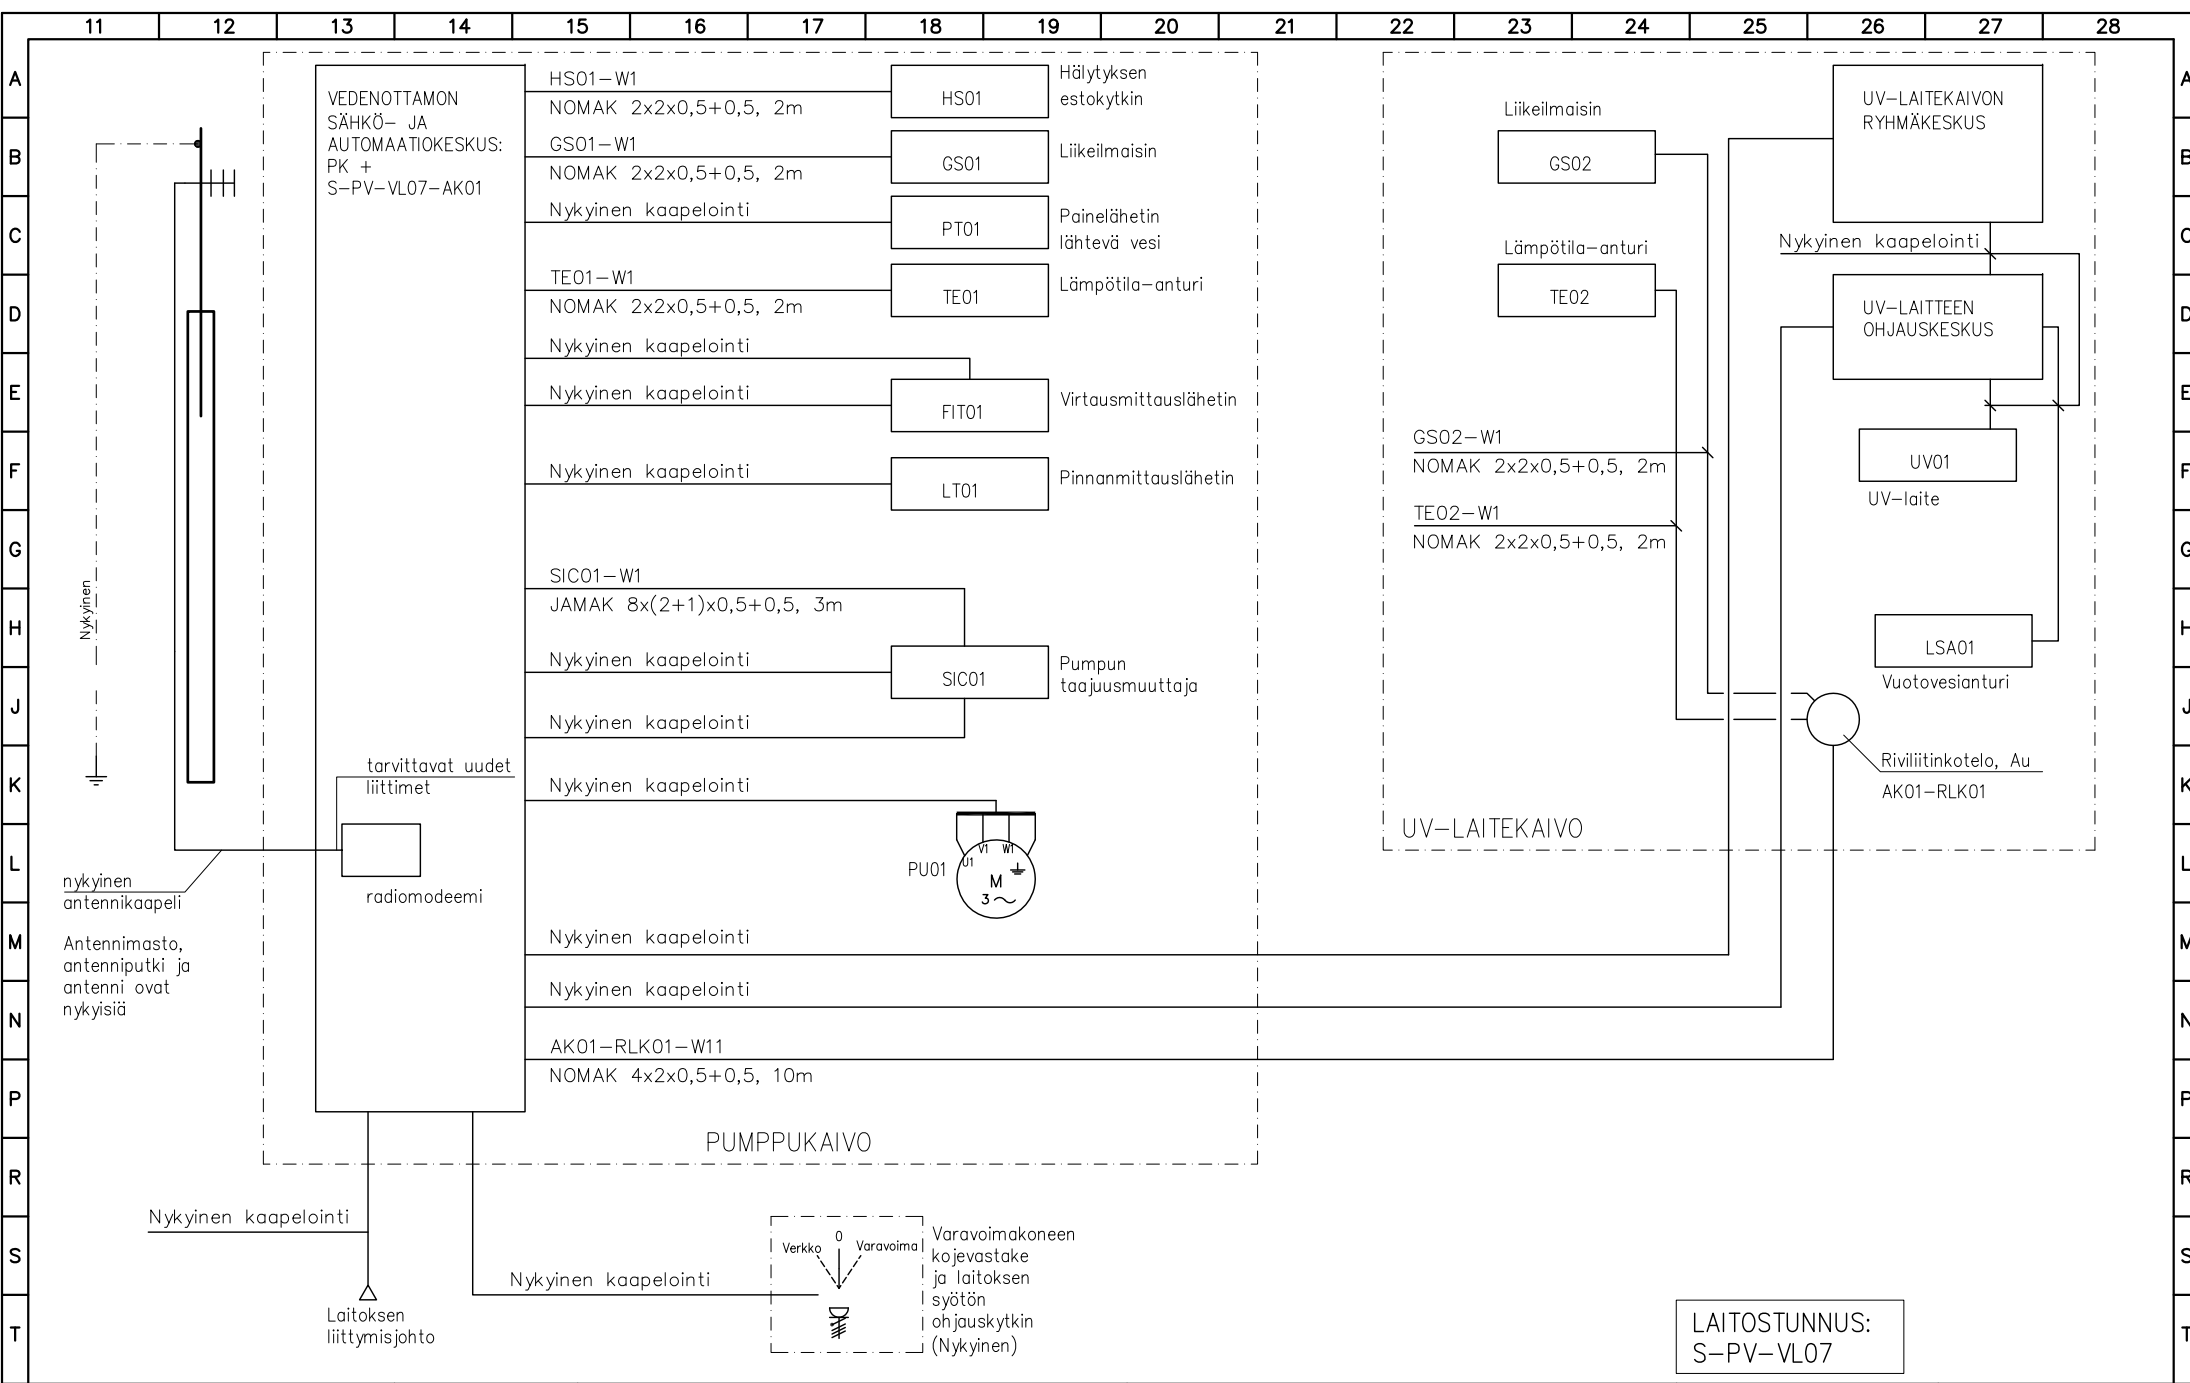 11 12 13 14 15 16 17 18 19 20 21 22 23 24 25 26 27 28
A
B
C
D
E
F
G
H
J
K
L
M
N
P
R
S
T
Nykyinen
nykyinen
antennikaapeli
Antennimasto,
antenniputki ja
antenni ovat
nykyisiä
VEDENOTTAMON
SÄHKÖ- JA
AUTOMAATIOKESKUS:
PK +
S-PV-VL07-AK01
tarvittavat uudet
liittimet
radiomodeemi
HS01-W1
NOMAK 2x2x0,5+0,5, 2m
HS01
Hälytyksen
estokytkin
GS01-W1
NOMAK 2x2x0,5+0,5, 2m
GS01
Liikeilmaisin
Nykyinen kaapelointi
PT01
Painelähetin
lähtevä vesi
TE01-W1
NOMAK 2x2x0,5+0,5, 2m
TE01
Lämpötila-anturi
Nykyinen kaapelointi
Nykyinen kaapelointi
FIT01
Virtausmittauslähetin
Nykyinen kaapelointi
LT01
Pinnanmittauslähetin
SIC01-W1
JAMAK 8x(2+1)x0,5+0,5, 3m
Nykyinen kaapelointi
SIC01
Pumpun
taajuusmuuttaja
Nykyinen kaapelointi
Nykyinen kaapelointi
PU01
U1 V1 W1
M
3~
Nykyinen kaapelointi
Nykyinen kaapelointi
AK01-RLK01-W11
NOMAK 4x2x0,5+0,5, 10m
PUMPPUKAIVO
Nykyinen kaapelointi
Laitoksen
liittymisjohto
Nykyinen kaapelointi
Verkko 0 Varavoima
Varavoimakoneen
kojevastake
ja laitoksen
syötön
ohjauskytkin
(Nykyinen)
Liikeilmaisin
GS02
Lämpötila-anturi
TE02
GS02-W1
NOMAK 2x2x0,5+0,5, 2m
TE02-W1
NOMAK 2x2x0,5+0,5, 2m
UV-LAITEKAIVO
UV-LAITEKAIVON
RYHMÄKESKUS
Nykyinen kaapelointi
UV-LAITTEEN
OHJAUSKESKUS
UV01
UV-laite
LSA01
Vuotovesianturi
Riviliitinkotelo, Au
AK01-RLK01
LAITOSTUNNUS:
S-PV-VL07
A
B
C
D
E
F
G
H
J
K
L
M
N
P
R
S
T